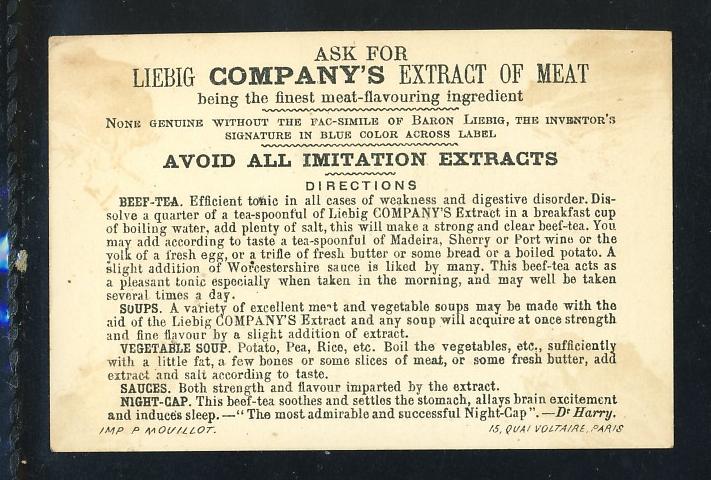 ASK FOR
LIEBIG COMPANY'S EXTRACT OF MEAT
being the finest meat-flavouring ingredient
NONE GENUINE WITHOUT THE FAC-SIMILE OF BARON LIEBIG, THE INVENTOR'S
SIGNATURE IN BLUE COLOR ACROSS LABEL
AVOID ALL IMITATION EXTRACTS
DIRECTIONS
BEEF-TEA. Efficient tonic in all cases of weakness and digestive disorder. Dis-
solve a quarter of a tea-spoonful of Liebig COMPANY'S Extract in a breakfast cup
of boiling water, add plenty of salt, this will make a strong and clear beef-tea. You
may add according to taste a tea-spoonful of Madeira, Sherry or Port wine or the
yolk of a fresh egg, or a trifle of fresh butter or some bread or a boiled potato. A
slight addition of Worcestershire sauce is liked by many. This beef-tea acts as
a pleasant tonic especially when taken in the morning, and may well be taken
several times a day.
SOUPS. A variety of excellent meat and vegetable soups may be made with the
aid of the Liebig COMPANY'S Extract and any soup will acquire at once strength
and fine flavour by a slight addition of extract.
VEGETABLE SOUP. Potato, Pea, Rice, etc. Boil the vegetables, etc., sufficiently
with a little fat, a few bones or some slices of meat, or some fresh butter, add
extract and salt according to taste.
SAUCES. Both strength and flavour imparted by the extract.
NIGHT-CAP. This beef-tea soothes and settles the stomach, allays brain excitement
and induces sleep.—"The most admirable and successful Night-Cap".—Dr Harry.
IMP P MOUILLOT. 15, QUAI VOLTAIRE, PARIS